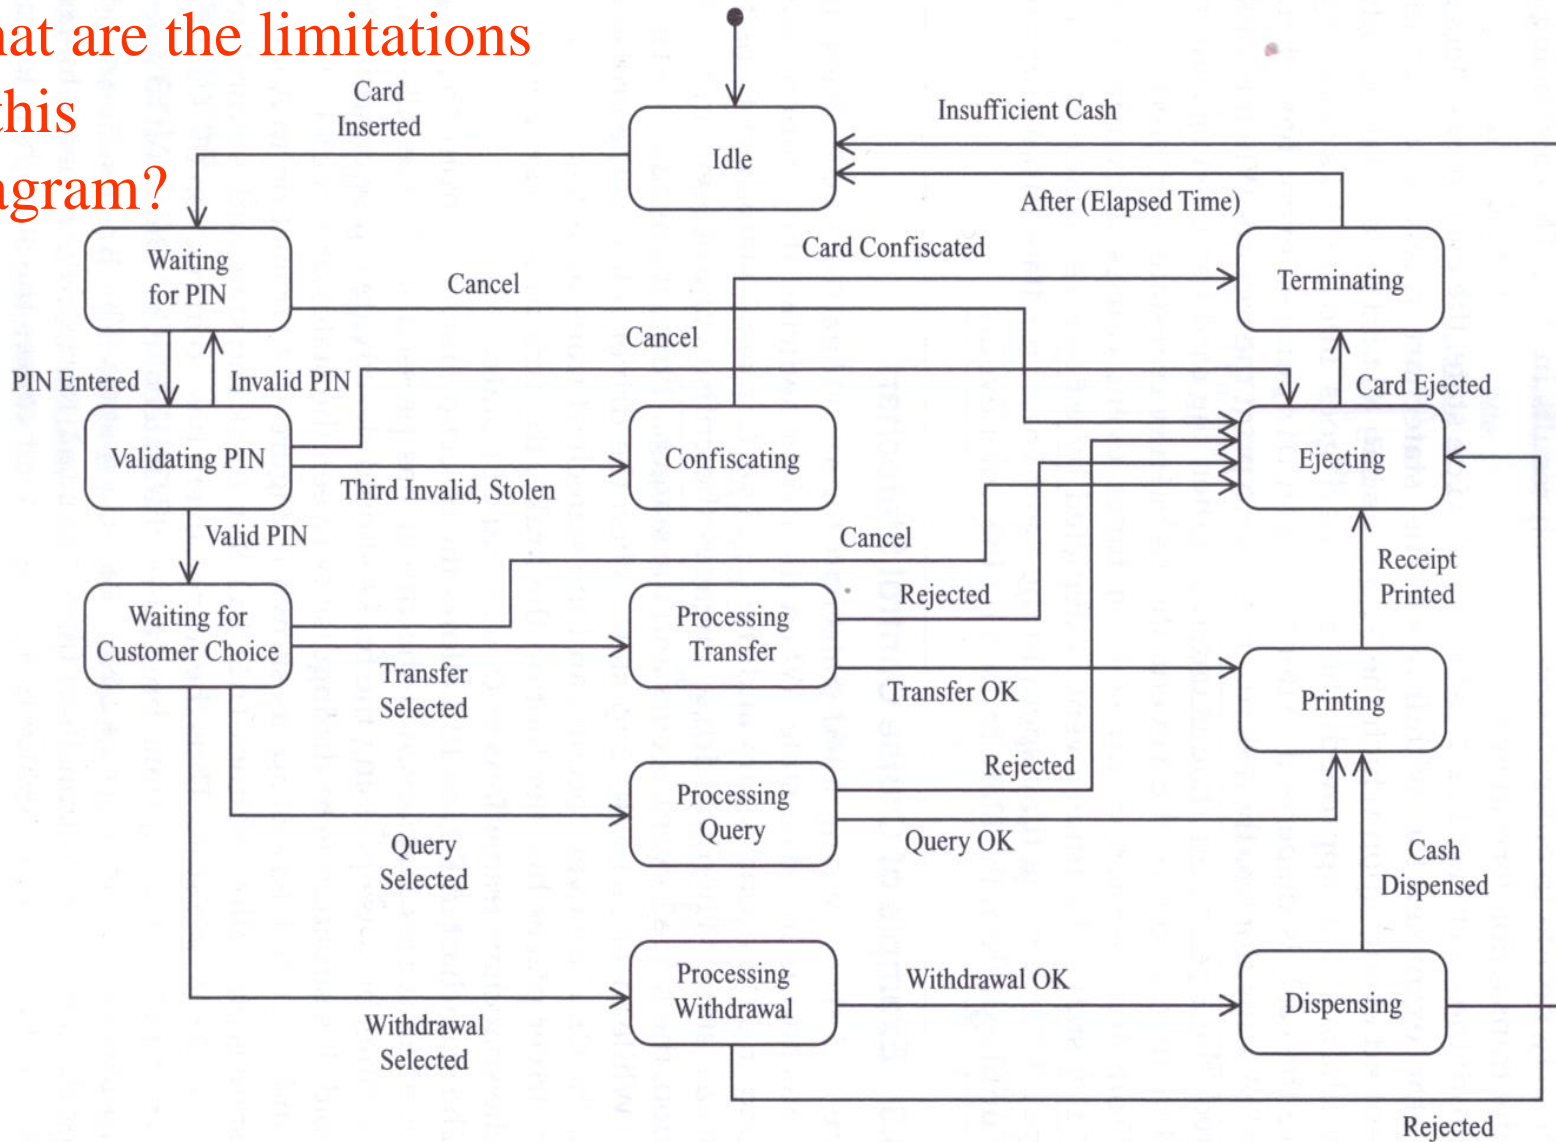 hat are the limitations
this
agram?
Card
Inserted
Idle
Insufficient Cash
After (Elapsed Time)
Waiting
for PIN
Cancel
Card Confiscated
Terminating
Cancel
PIN Entered
Invalid PIN
Card Ejected
Validating PIN
Third Invalid, Stolen
Confiscating
Ejecting
Valid PIN
Cancel
Receipt
Printed
Waiting for
Customer Choice
Transfer
Selected
Processing
Transfer
Rejected
Transfer OK
Printing
Query
Selected
Processing
Query
Rejected
Query OK
Cash
Dispensed
Withdrawal
Selected
Processing
Withdrawal
Withdrawal OK
Dispensing
Rejected